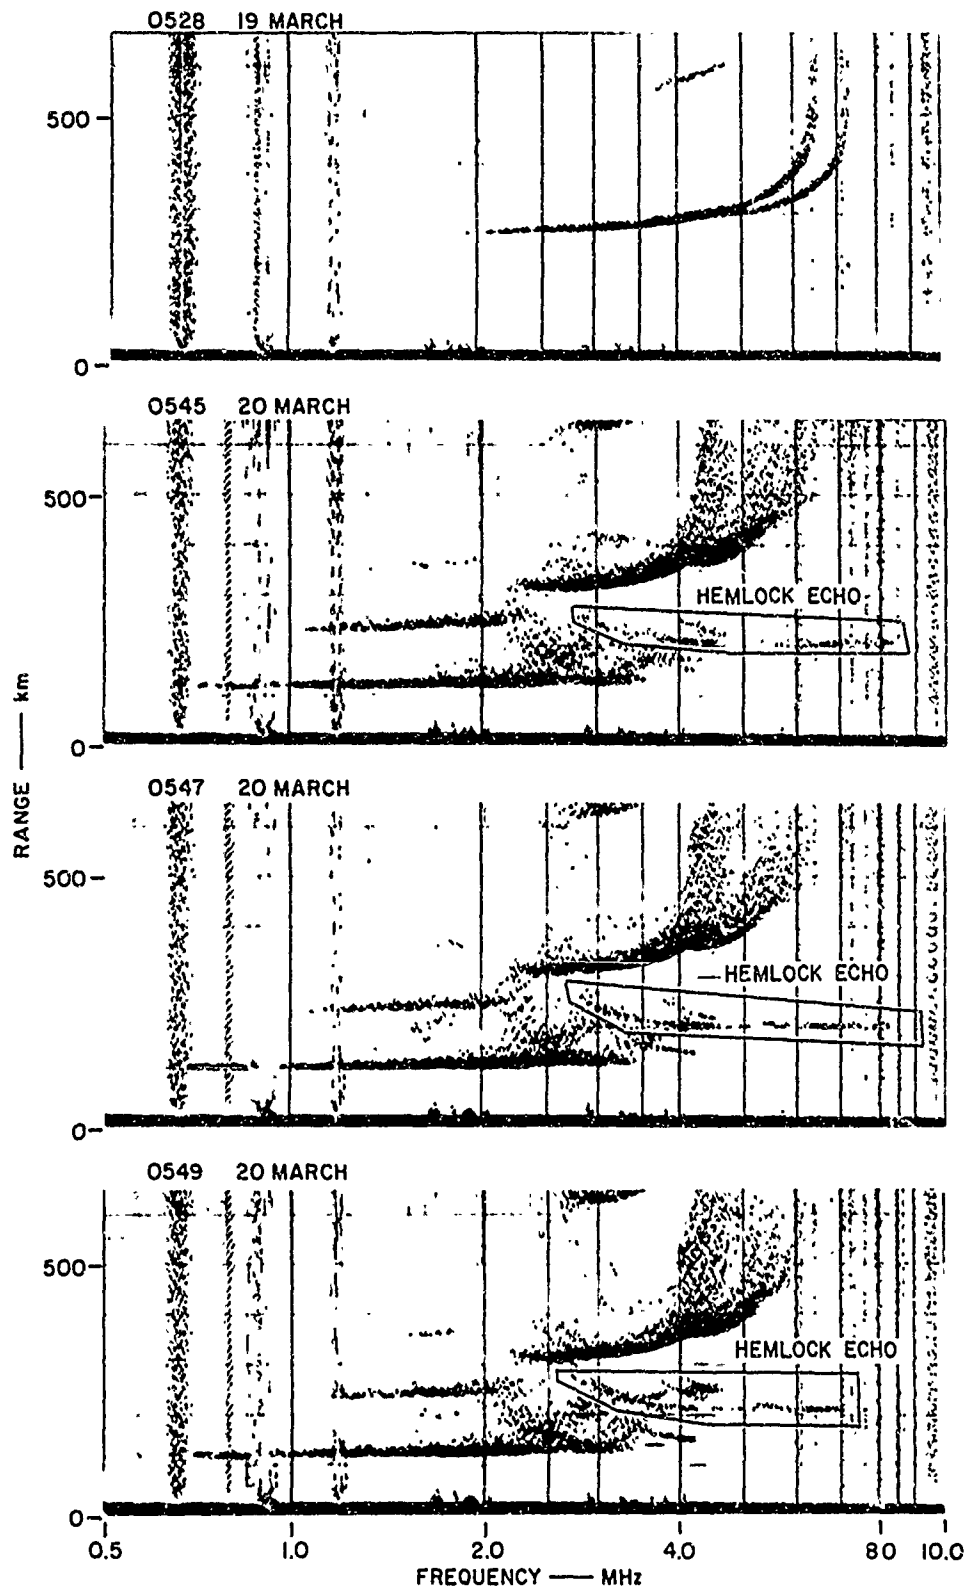 0528 19 MARCH
500
0
0545 20 MARCH
500
HEMLOCK ECHO
0
0547 20 MARCH
500
HEMLOCK ECHO
0
0549 20 MARCH
500
HEMLOCK ECHO
0
RANGE — km
0.5 1.0 2.0 4.0 8.0 10.0
FREQUENCY — MHz